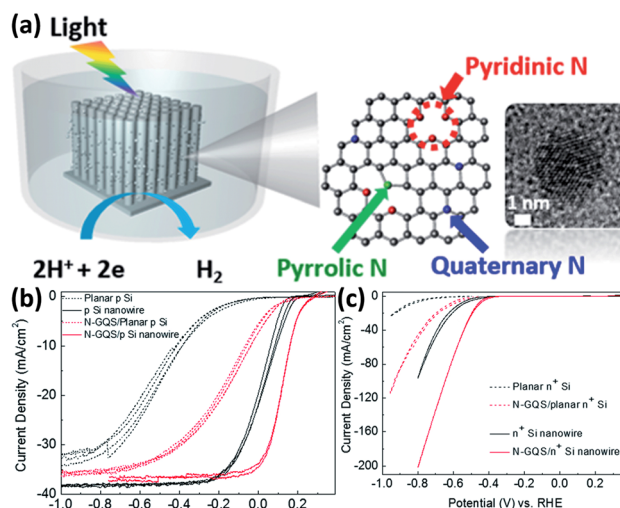 (a)
Light
2H⁺ + 2e
H₂
Pyridinic N
Pyrrolic N
Quaternary N
1 nm
(b)
Current Density (mA/cm²)
0
-10
-20
-30
-40
Planar p Si
p Si nanowire
N-GQS/Planar p Si
N-GQS/p Si nanowire
-1.0
-0.8
-0.6
-0.4
-0.2
0.0
0.2
(c)
Current Density (mA/cm²)
0
-40
-80
-120
-160
-200
Planar n⁺ Si
N-GQS/planar n⁺ Si
n⁺ Si nanowire
N-GQS/n⁺ Si nanowire
-1.0
-0.8
-0.6
-0.4
-0.2
0.0
0.2
Potential (V) vs. RHE